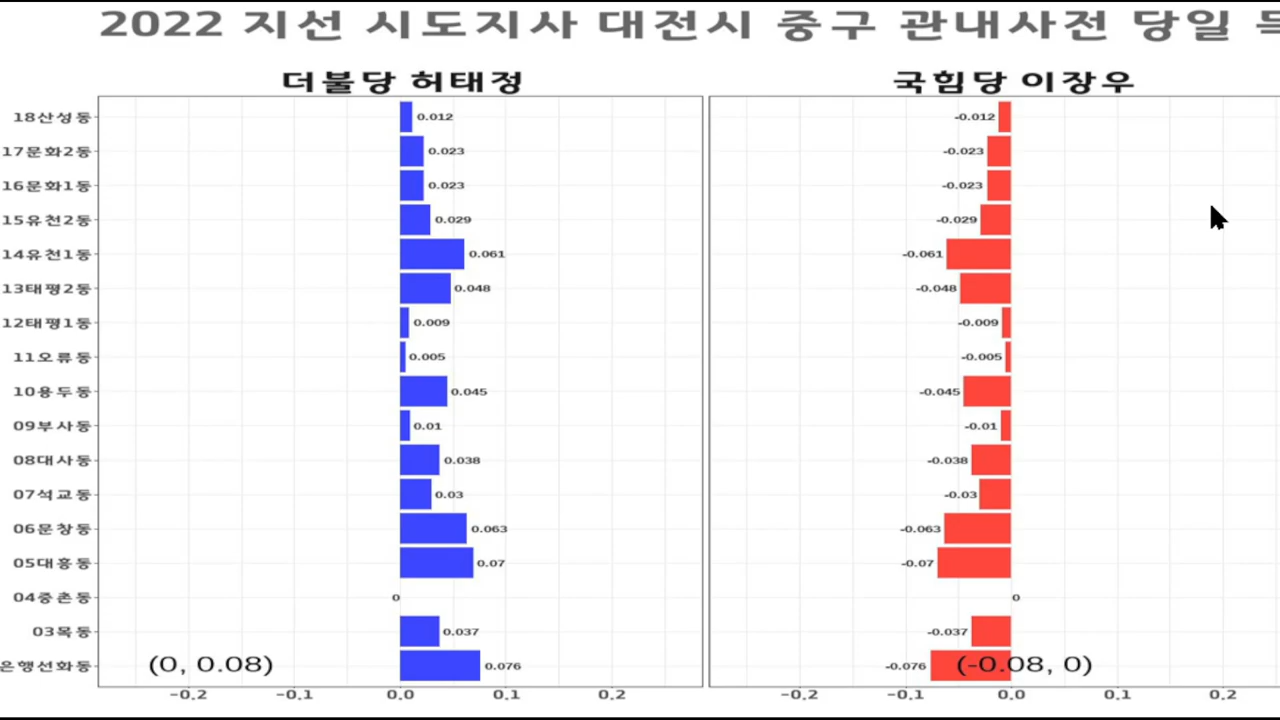 2022 지선 시도지사 대전시 중구 관내사전 당일
더불당 허태정
국힘당 이장우
18산성동 0.012 -0.012
17문화2동 0.023 -0.023
16문화1동 0.023 -0.023
15유천2동 0.029 -0.029
14유천1동 0.061 -0.061
13태평2동 0.048 -0.048
12태평1동 0.009 -0.009
11오류동 0.005 -0.005
10용두동 0.045 -0.045
09부사동 0.01 -0.01
08대사동 0.038 -0.038
07석교동 0.03 -0.03
06문창동 0.063 -0.063
05대흥동 0.07 -0.07
04중촌동 0 0
03목동 0.037 -0.037
은행선화동 (0, 0.08) 0.076 -0.076 (-0.08, 0)
-0.2 -0.1 0.0 0.1 0.2 -0.2 -0.1 0.0 0.1 0.2